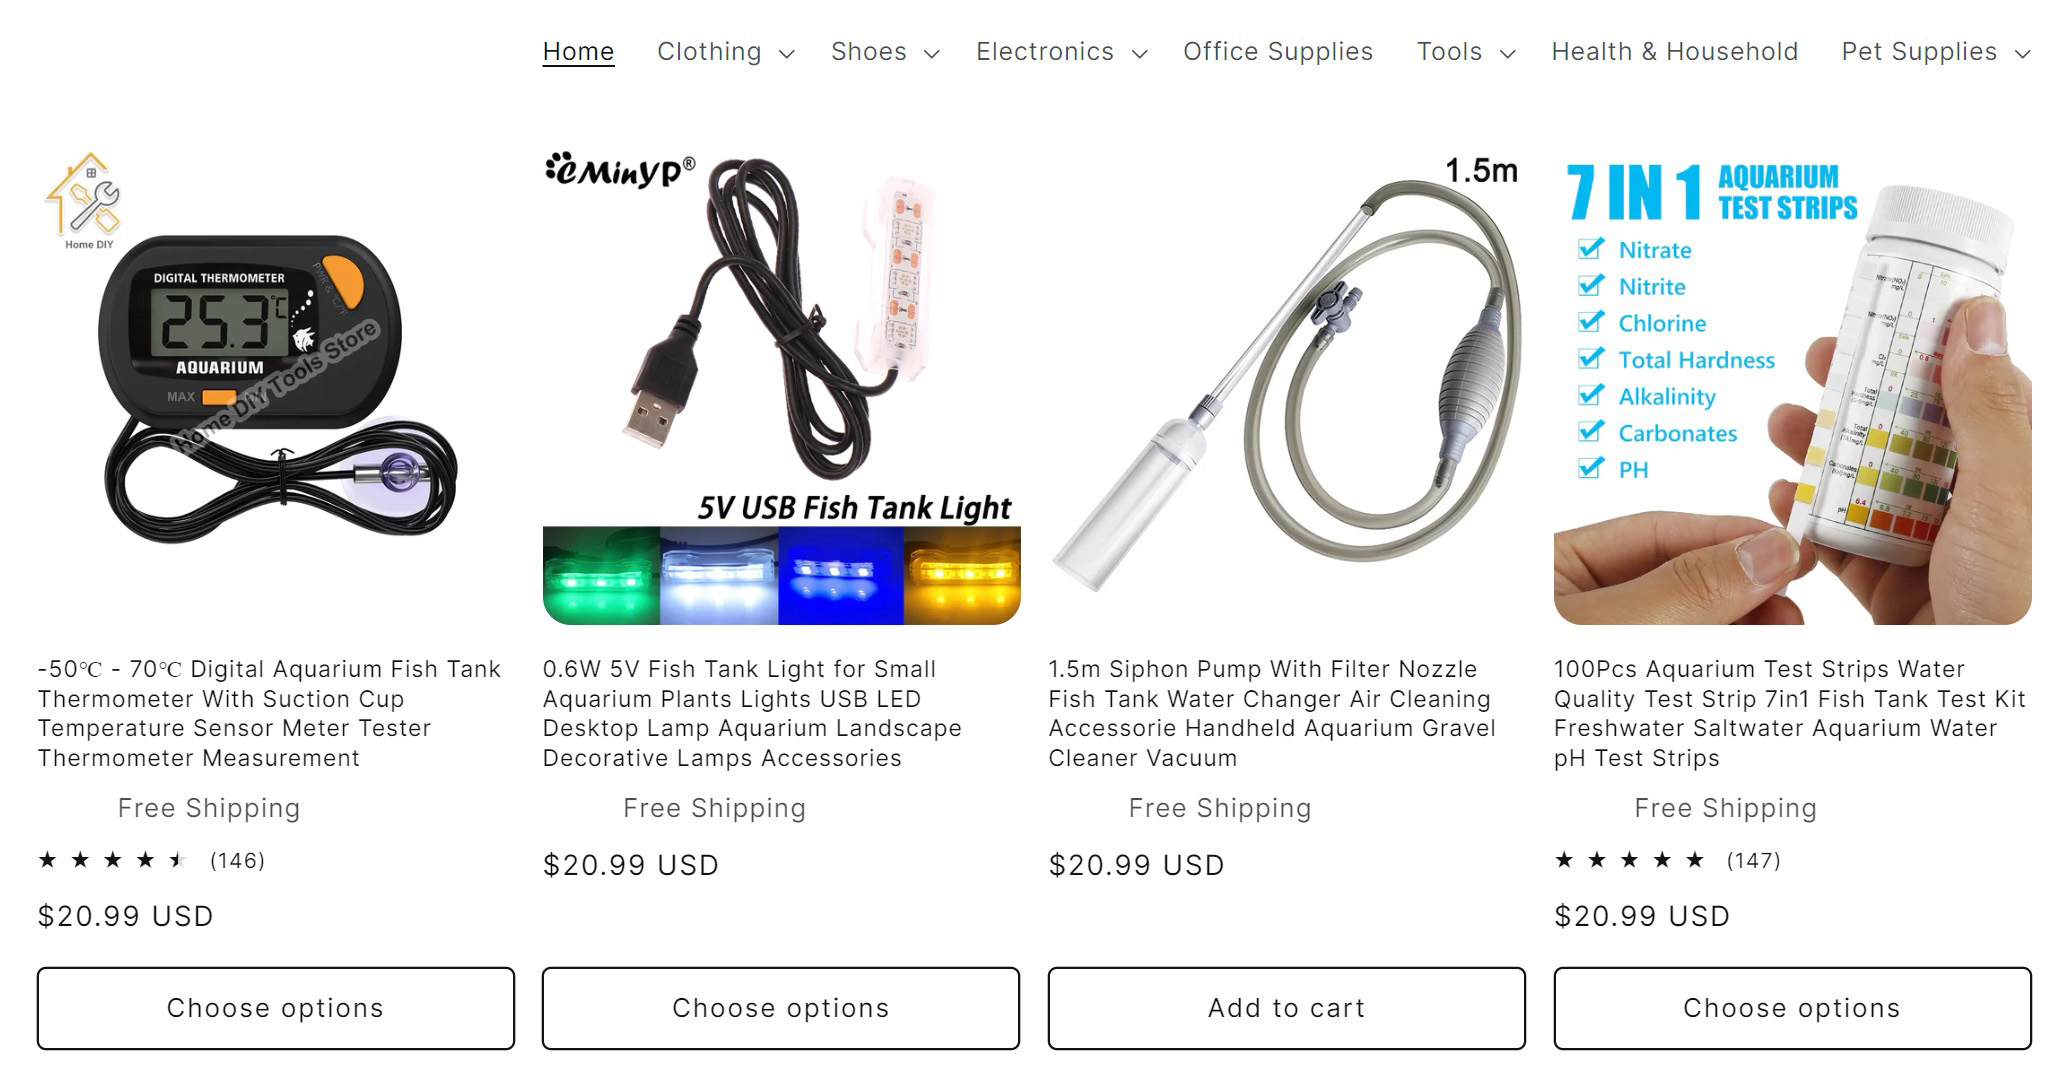 Home Clothing Shoes Electronics Office Supplies Tools Health & Household Pet Supplies
Home DIY
DIGITAL THERMOMETER
PWR & °C/°F
25.3°C
AQUARIUM
MAX MIN
Home DIY Tools Store
eMinYP®
5V USB Fish Tank Light
1.5m
7 IN 1 AQUARIUM
TEST STRIPS
Nitrate
Nitrite
Chlorine
Total Hardness
Alkalinity
Carbonates
PH
-50℃ - 70℃ Digital Aquarium Fish Tank
Thermometer With Suction Cup
Temperature Sensor Meter Tester
Thermometer Measurement
Free Shipping
★ ★ ★ ★ ⯨ (146)
$20.99 USD
Choose options
0.6W 5V Fish Tank Light for Small
Aquarium Plants Lights USB LED
Desktop Lamp Aquarium Landscape
Decorative Lamps Accessories
Free Shipping
$20.99 USD
Choose options
1.5m Siphon Pump With Filter Nozzle
Fish Tank Water Changer Air Cleaning
Accessorie Handheld Aquarium Gravel
Cleaner Vacuum
Free Shipping
$20.99 USD
Add to cart
100Pcs Aquarium Test Strips Water
Quality Test Strip 7in1 Fish Tank Test Kit
Freshwater Saltwater Aquarium Water
pH Test Strips
Free Shipping
★ ★ ★ ★ ★ (147)
$20.99 USD
Choose options